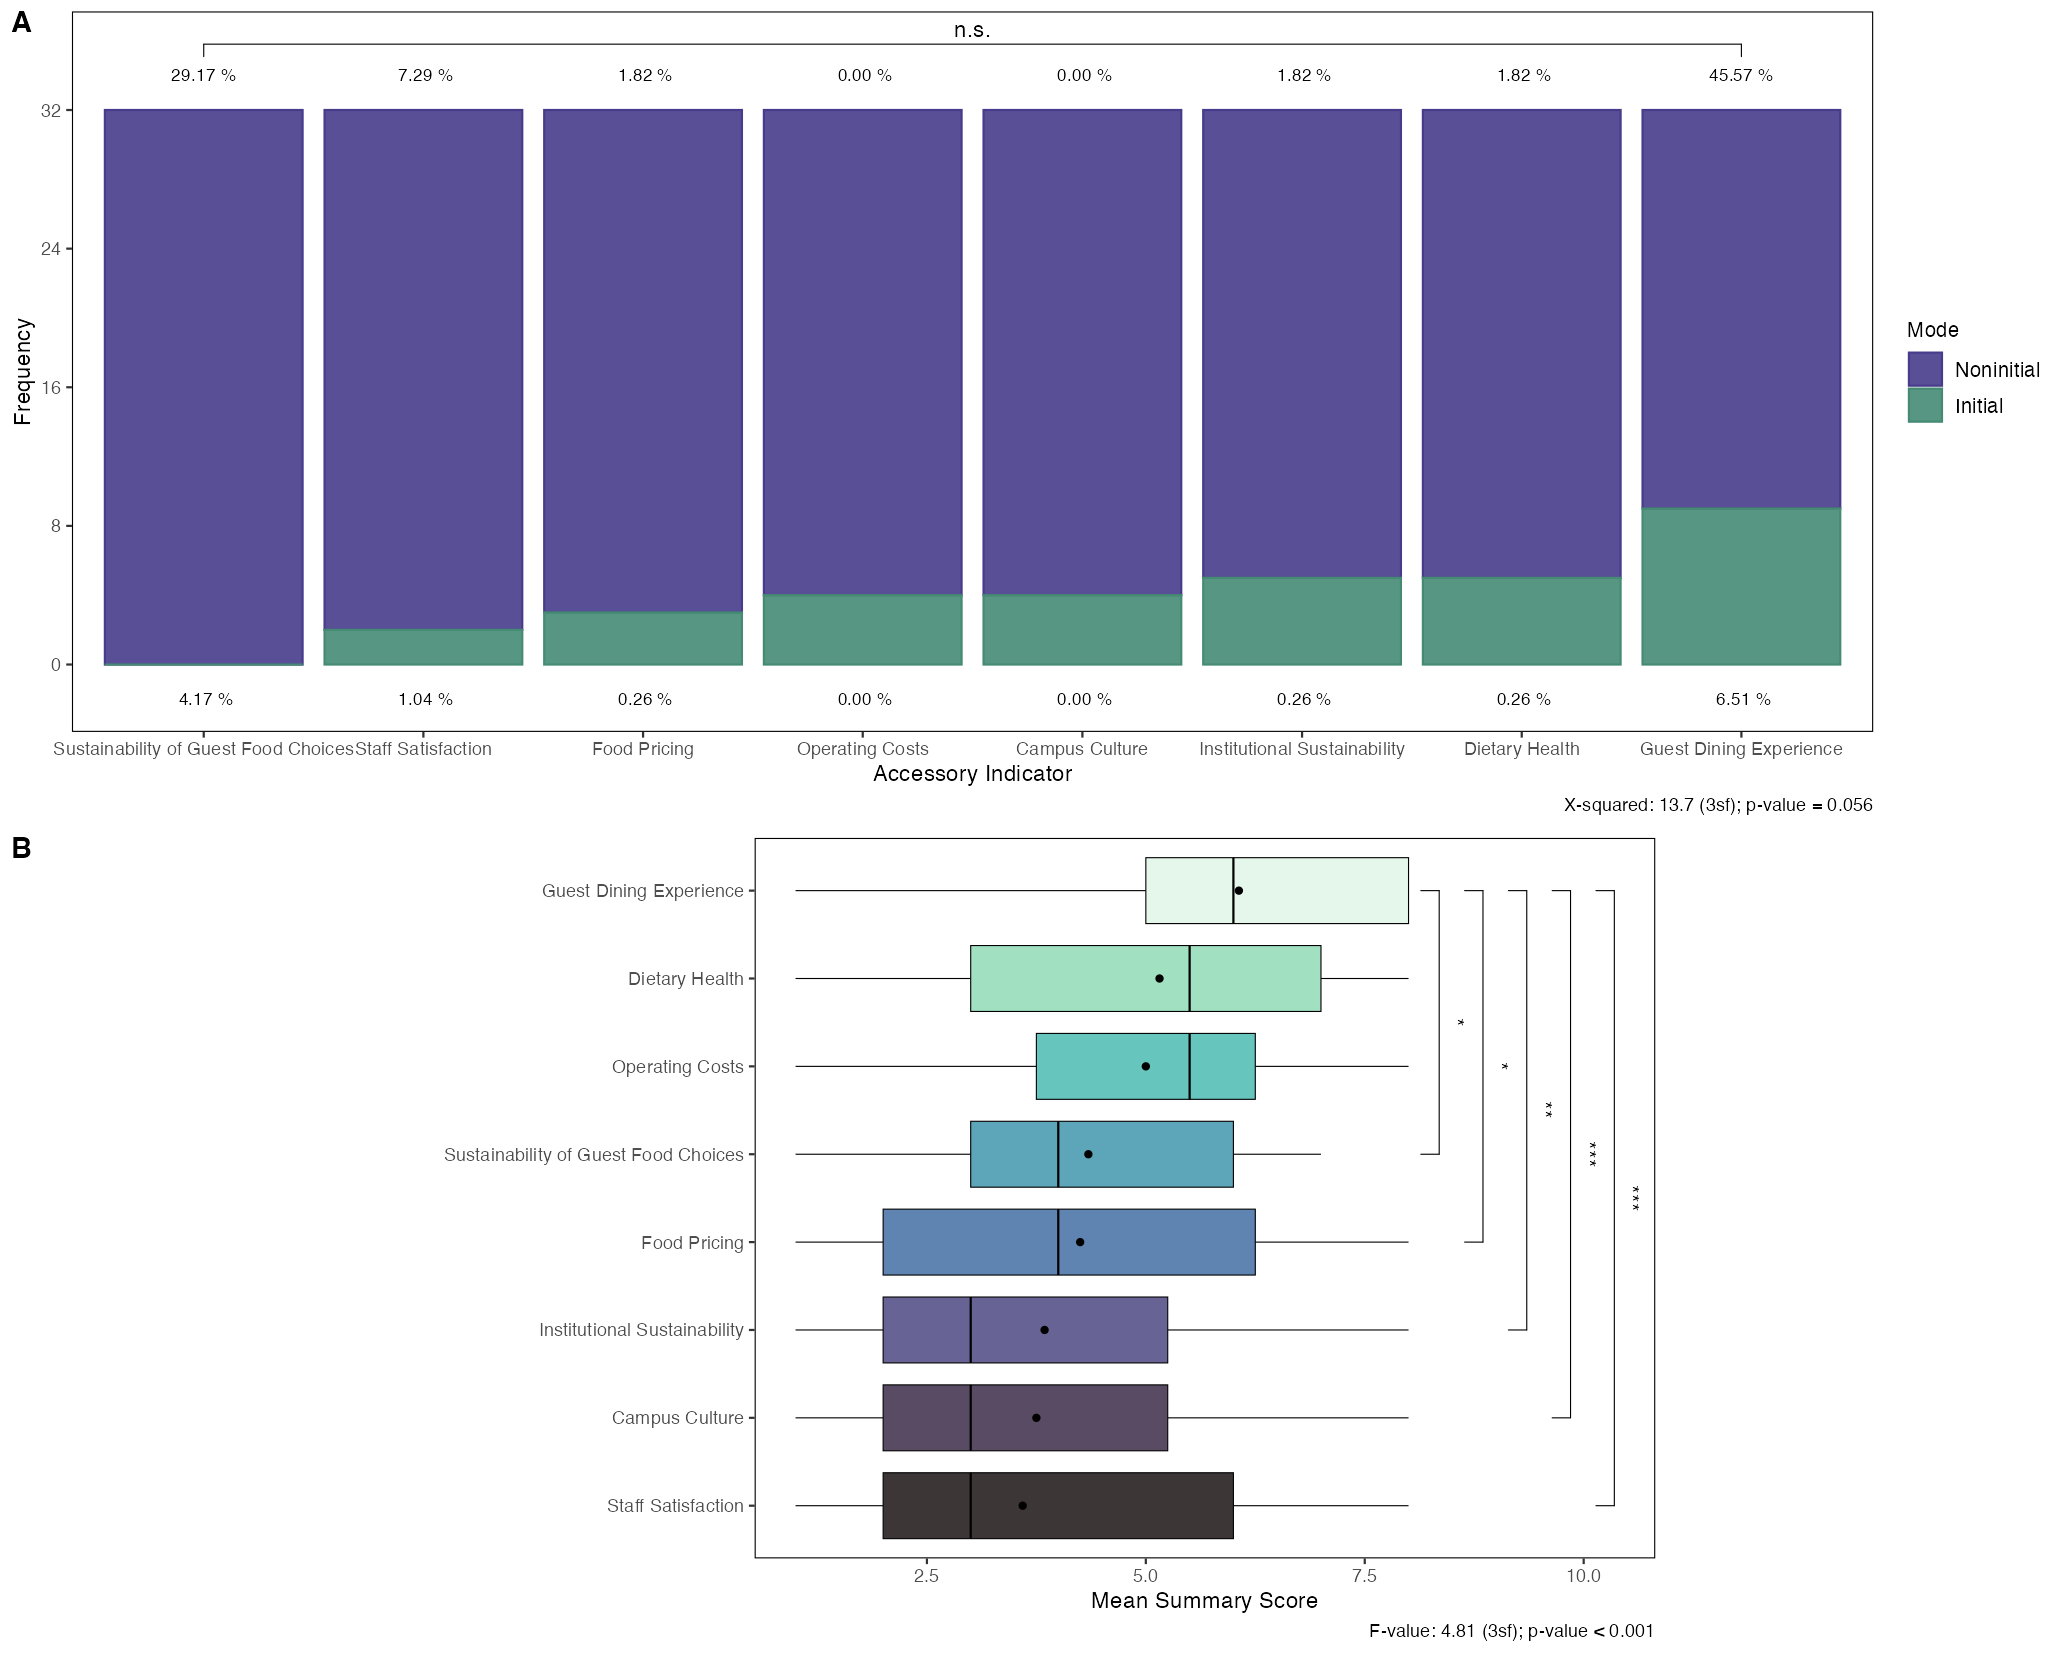 A
n.s.
29.17 % 7.29 % 1.82 % 0.00 % 0.00 % 1.82 % 1.82 % 45.57 %
32
24
16
8
0
Frequency
Mode
Noninitial
Initial
4.17 % 1.04 % 0.26 % 0.00 % 0.00 % 0.26 % 0.26 % 6.51 %
Sustainability of Guest Food Choices Staff Satisfaction Food Pricing Operating Costs Campus Culture Institutional Sustainability Dietary Health Guest Dining Experience
Accessory Indicator
X-squared: 13.7 (3sf); p-value = 0.056
B
Guest Dining Experience
Dietary Health
*
Operating Costs
*
**
Sustainability of Guest Food Choices
***
***
Food Pricing
Institutional Sustainability
Campus Culture
Staff Satisfaction
2.5 5.0 7.5 10.0
Mean Summary Score
F-value: 4.81 (3sf); p-value < 0.001